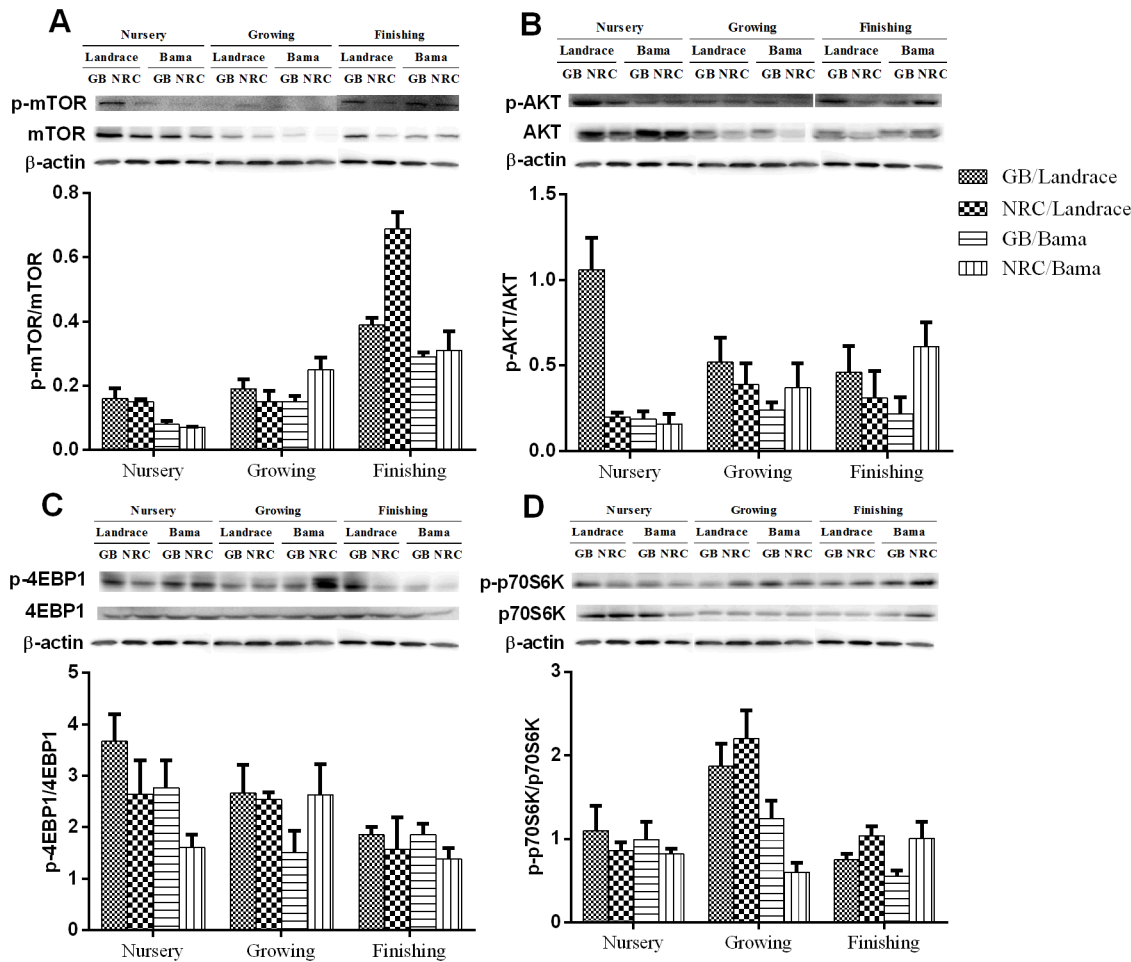 A
Nursery Growing Finishing
Landrace Bama Landrace Bama Landrace Bama
GB NRC GB NRC GB NRC GB NRC GB NRC GB NRC
p-mTOR
mTOR
β-actin
0.8
0.6
0.4
0.2
0.0
p-mTOR/mTOR
Nursery Growing Finishing
B
Nursery Growing Finishing
Landrace Bama Landrace Bama Landrace Bama
GB NRC GB NRC GB NRC GB NRC GB NRC GB NRC
p-AKT
AKT
β-actin
1.5
1.0
0.5
0.0
p-AKT/AKT
Nursery Growing Finishing
GB/Landrace
NRC/Landrace
GB/Bama
NRC/Bama
C
Nursery Growing Finishing
Landrace Bama Landrace Bama Landrace Bama
GB NRC GB NRC GB NRC GB NRC GB NRC GB NRC
p-4EBP1
4EBP1
β-actin
5
4
3
2
1
0
p-4EBP1/4EBP1
Nursery Growing Finishing
D
Nursery Growing Finishing
Landrace Bama Landrace Bama Landrace Bama
GB NRC GB NRC GB NRC GB NRC GB NRC GB NRC
p-p70S6K
p70S6K
β-actin
3
2
1
0
p-p70S6K/p70S6K
Nursery Growing Finishing